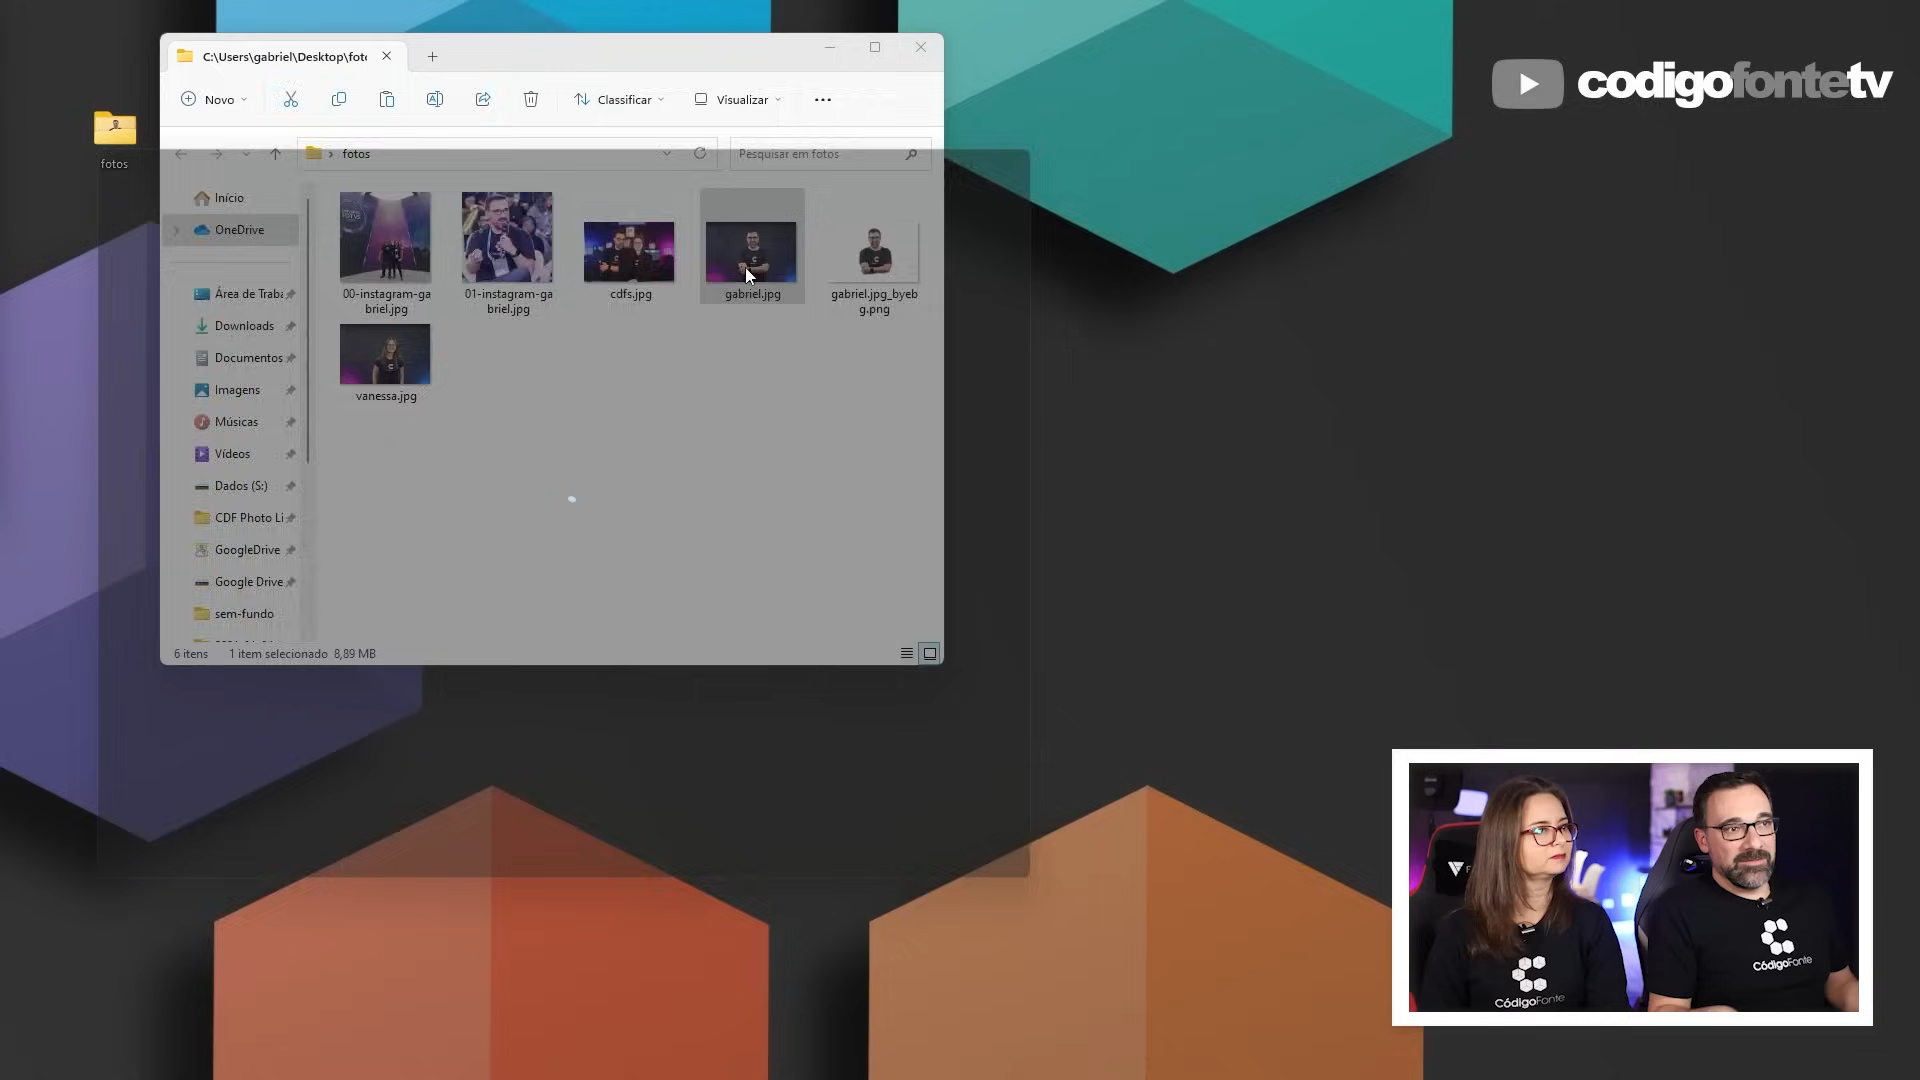 C:\Users\gabriel\Desktop\foto
codigofontetv
Novo
Classificar
Visualizar
fotos
fotos
Pesquisar em fotos
Início
OneDrive
Área de Traba
Downloads
Documentos
Imagens
Músicas
Vídeos
Dados (S:)
CDF Photo Li
GoogleDrive
Google Drive
sem-fundo
00-instagram-ga
briel.jpg
01-instagram-ga
briel.jpg
cdfs.jpg
gabriel.jpg
gabriel.jpg_byeb
g.png
vanessa.jpg
6 itens
1 item selecionado 8,89 MB
CódigoFonte
CódigoFonte